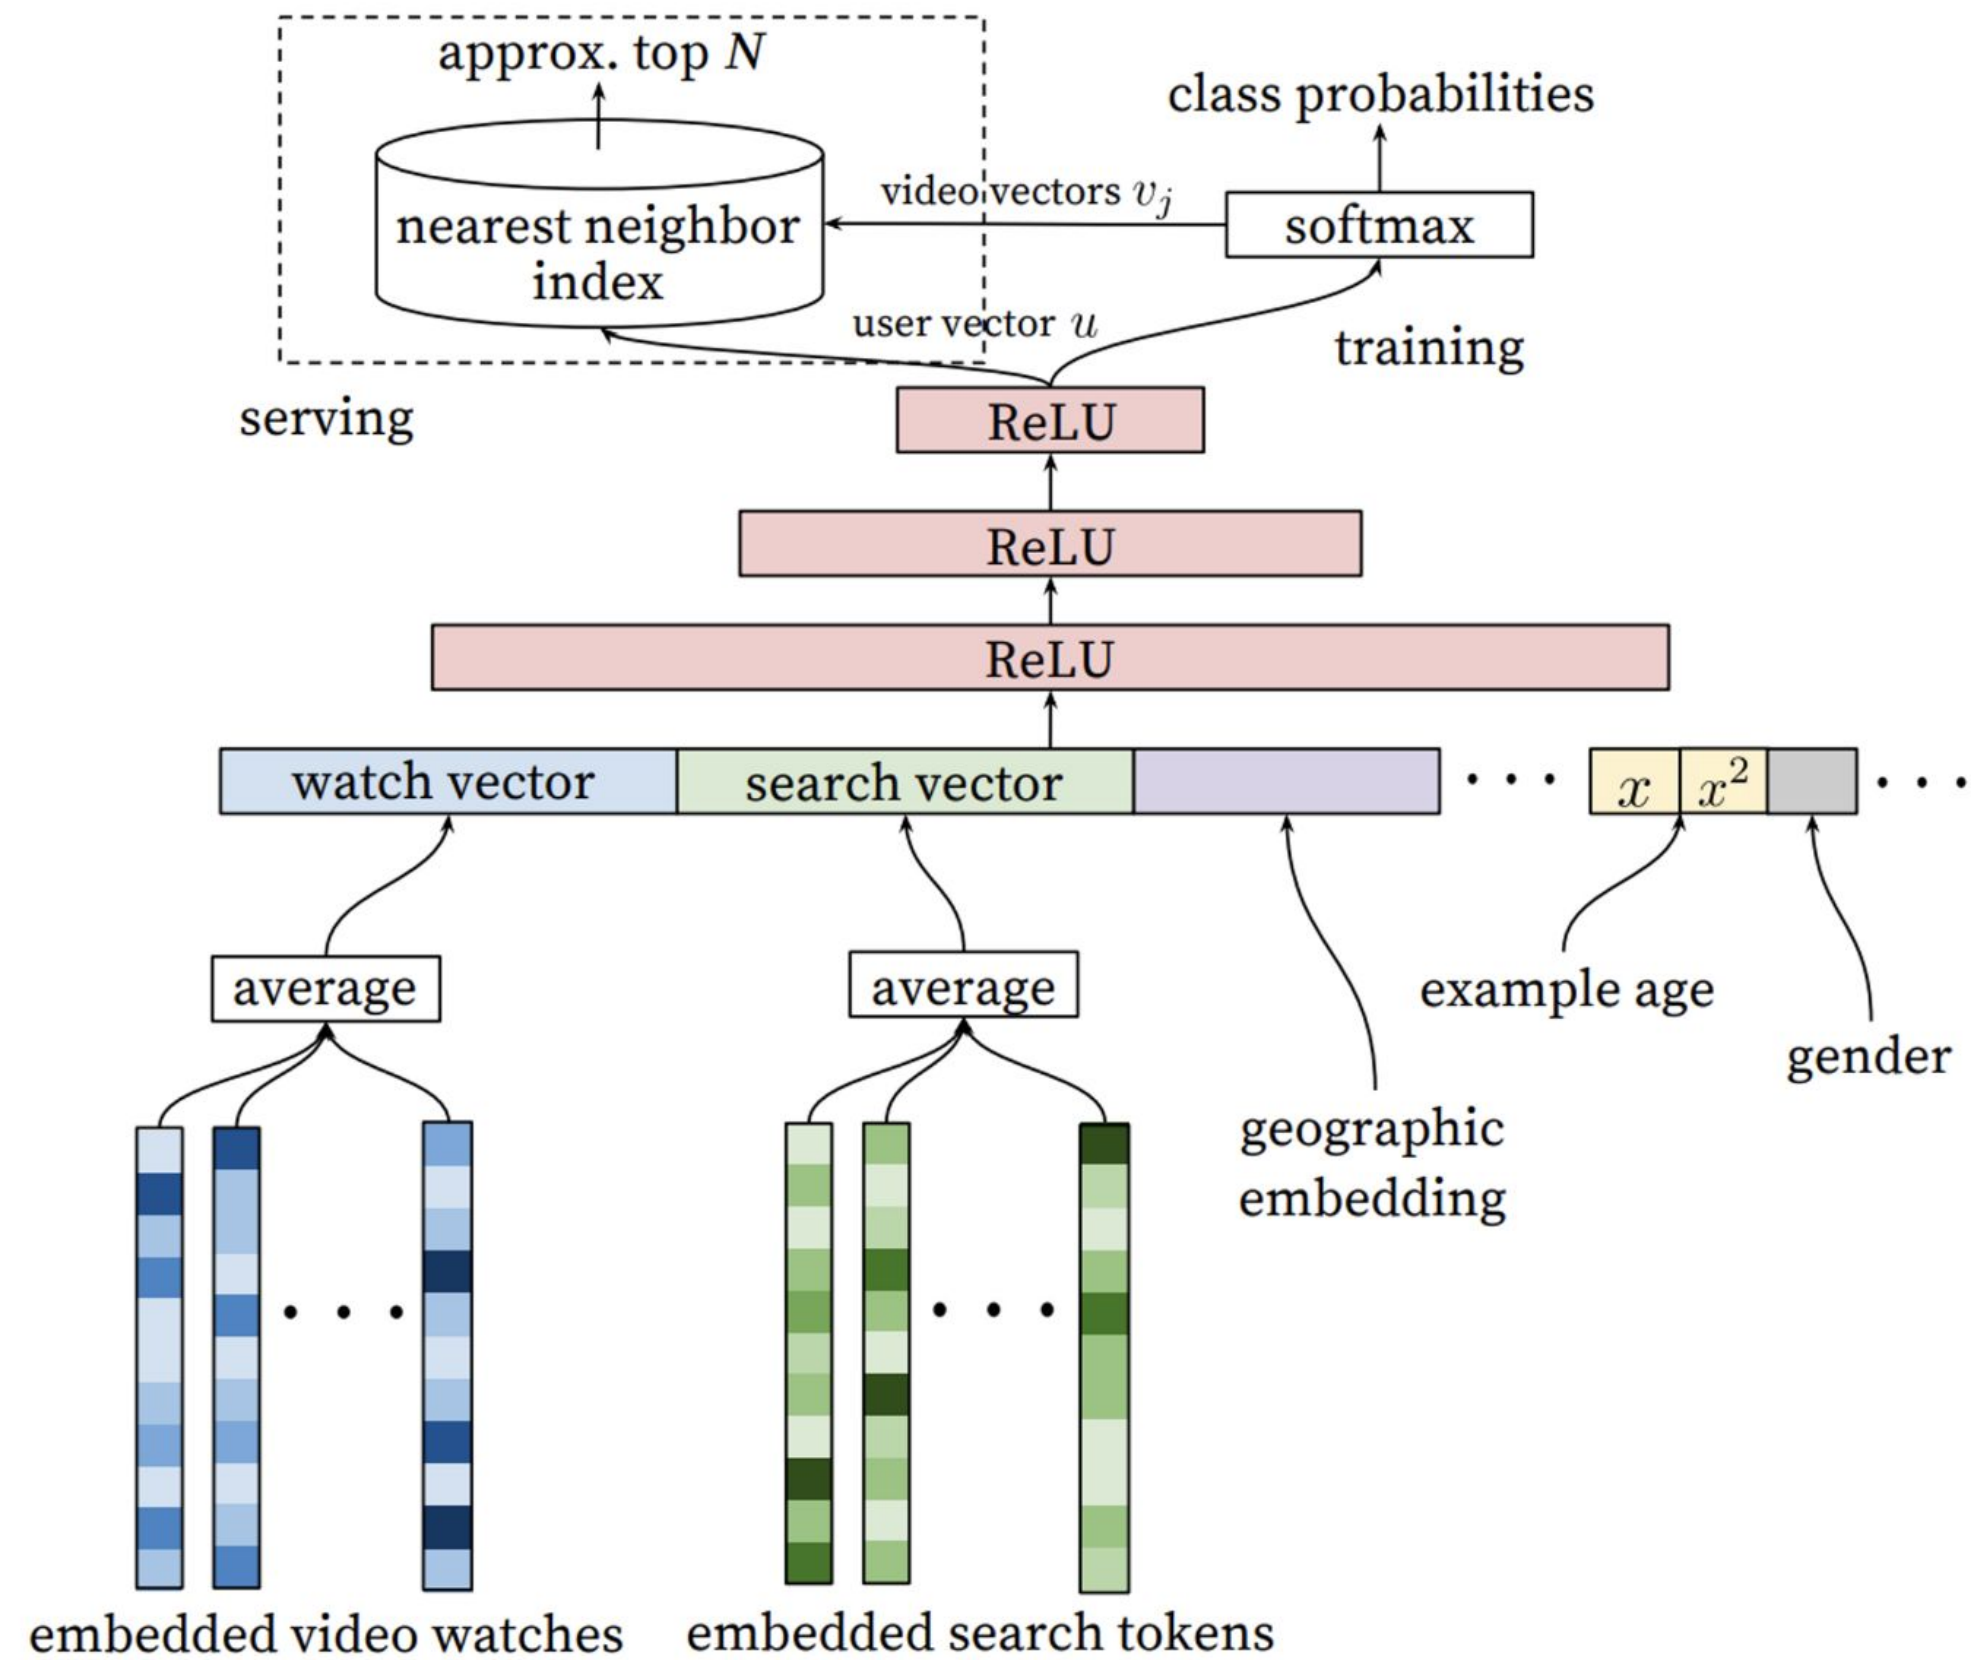 approx. top N
class probabilities
video vectors v_j
nearest neighbor
index
softmax
user vector u
training
serving
ReLU
ReLU
ReLU
watch vector
search vector
. . .
x
x²
. . .
average
average
example age
gender
geographic
embedding
. . .
. . .
embedded video watches
embedded search tokens